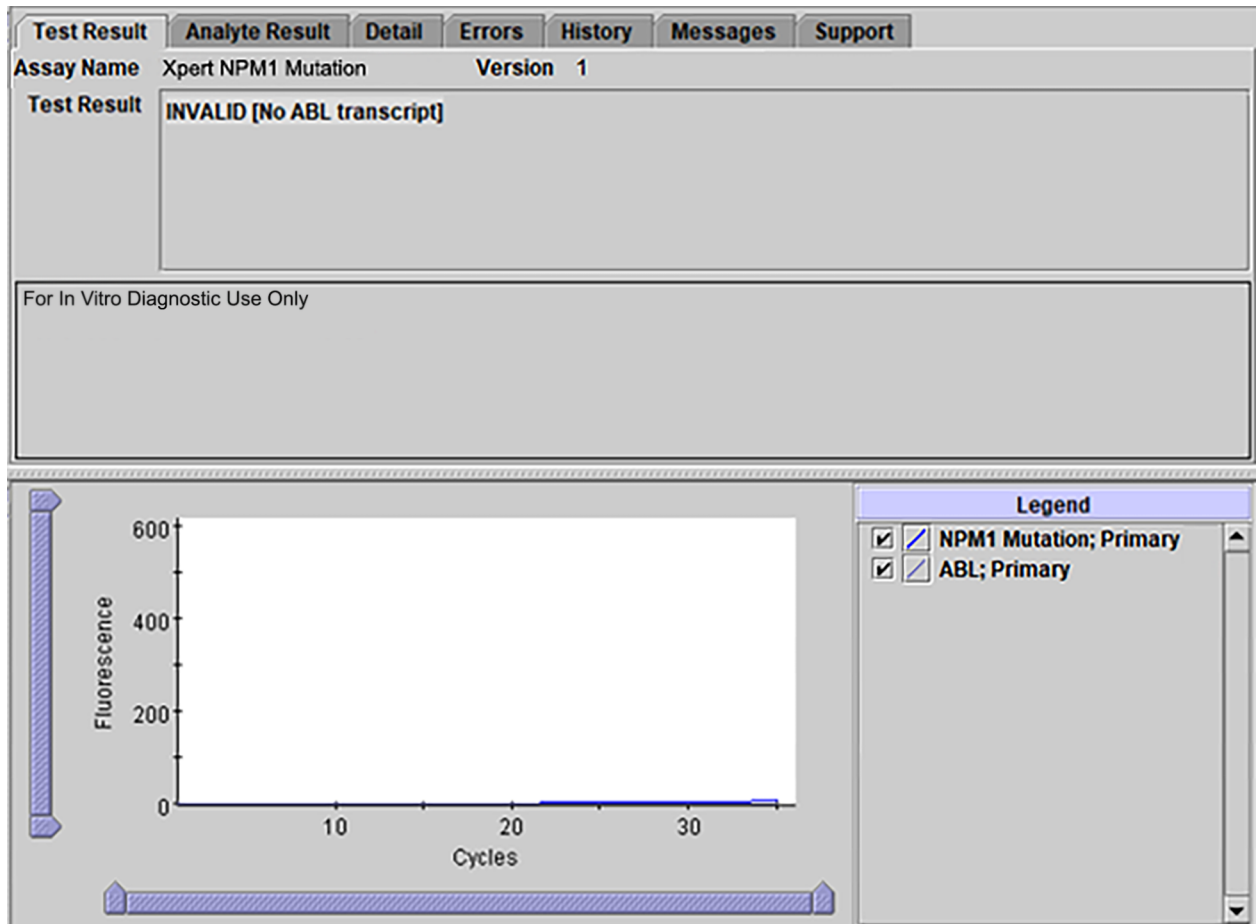 Test Result Analyte Result Detail Errors History Messages Support
Assay Name Xpert NPM1 Mutation Version 1
Test Result INVALID [No ABL transcript]
For In Vitro Diagnostic Use Only
Legend
NPM1 Mutation; Primary
ABL; Primary
600
400
200
0
Fluorescence
10 20 30
Cycles